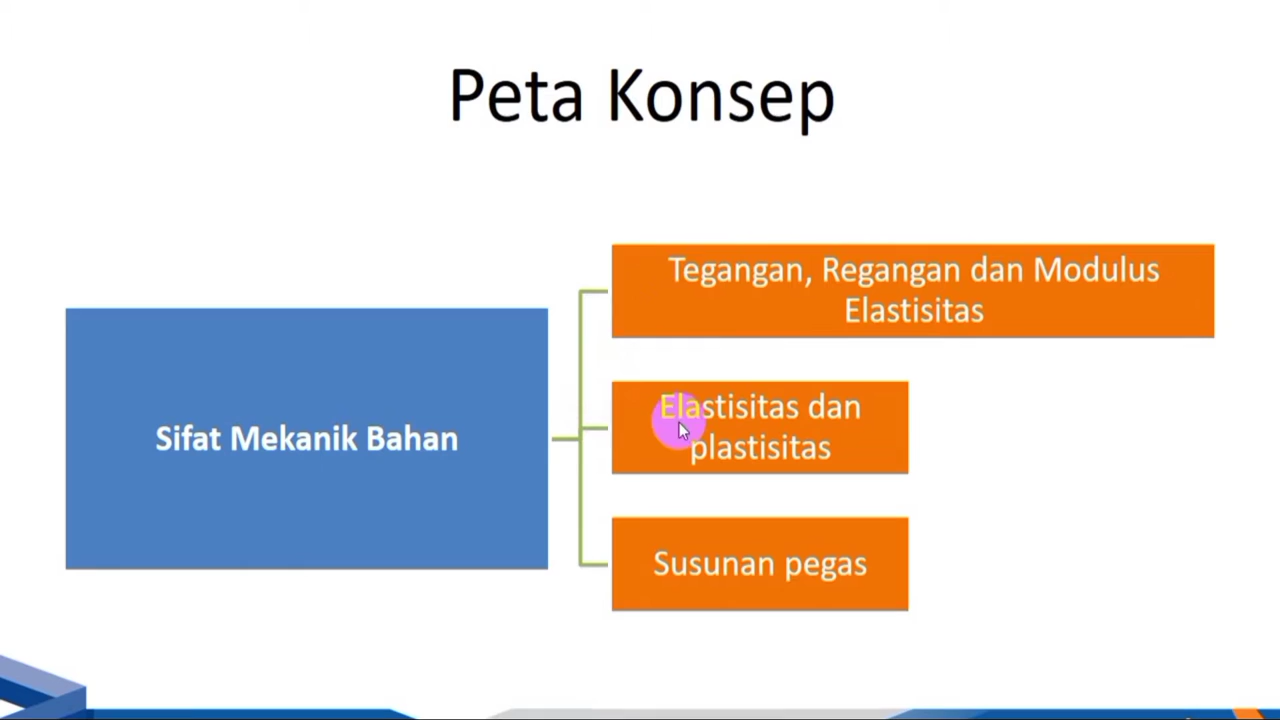 Peta Konsep
Tegangan, Regangan dan Modulus
Elastisitas
Sifat Mekanik Bahan
Elastisitas dan
plastisitas
Susunan pegas